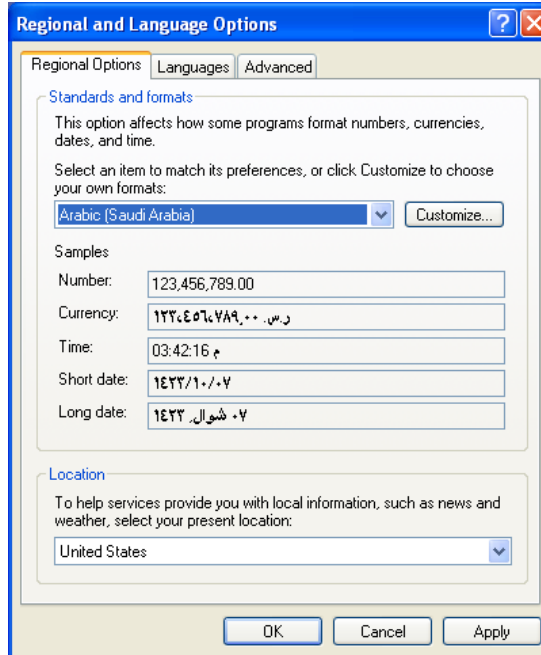 Regional and Language Options
Regional Options Languages Advanced
Standards and formats
This option affects how some programs format numbers, currencies,
dates, and time.
Select an item to match its preferences, or click Customize to choose
your own formats:
Arabic (Saudi Arabia) Customize...
Samples
Number: 123,456,789.00
Currency: ر.س. ١٢٣،٤٥٦،٧٨٩,٠٠
Time: 03:42:16 م
Short date: ١٤٢٣/١٠/٠٧
Long date: ٠٧ شوال, ١٤٢٣
Location
To help services provide you with local information, such as news and
weather, select your present location:
United States
OK Cancel Apply